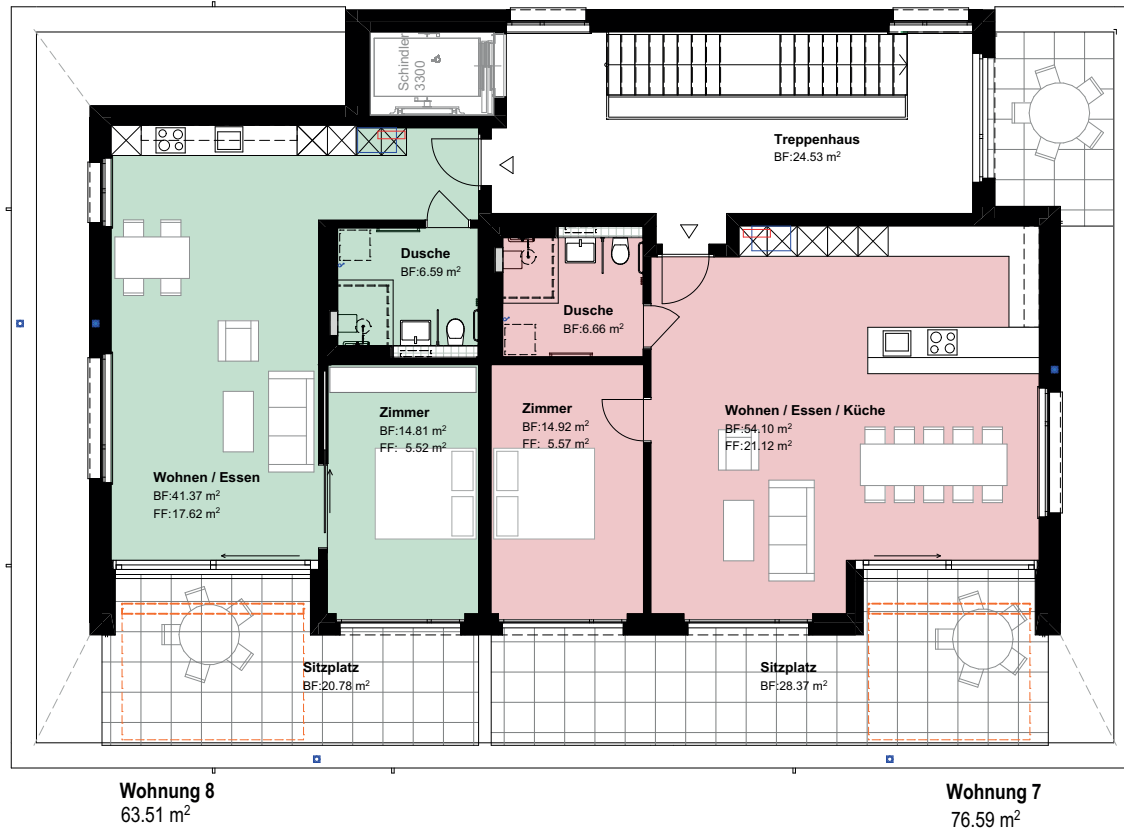 Schindler
3300
Treppenhaus
BF:24.53 m²
Dusche
BF:6.59 m²
Dusche
BF:6.66 m²
Zimmer
BF:14.81 m²
FF: 5.52 m²
Zimmer
BF:14.92 m²
FF: 5.57 m²
Wohnen / Essen / Küche
BF:54.10 m²
FF:21.12 m²
Wohnen / Essen
BF:41.37 m²
FF:17.62 m²
Sitzplatz
BF:20.78 m²
Sitzplatz
BF:28.37 m²
Wohnung 8
63.51 m²
Wohnung 7
76.59 m²